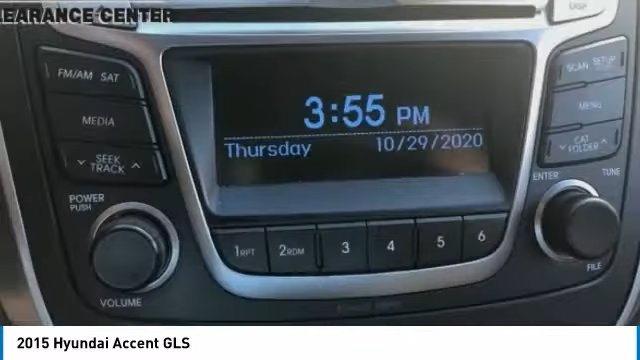 EARANCE CENTER
DISP
FM/AM SAT
MEDIA
SEEK
TRACK
POWER
PUSH
VOLUME
3:55 PM
Thursday 10/29/2020
1RPT 2RDM 3 4 5 6
SCAN SETUP
MENU
CAT
FOLDER
ENTER TUNE
FILE
2015 Hyundai Accent GLS